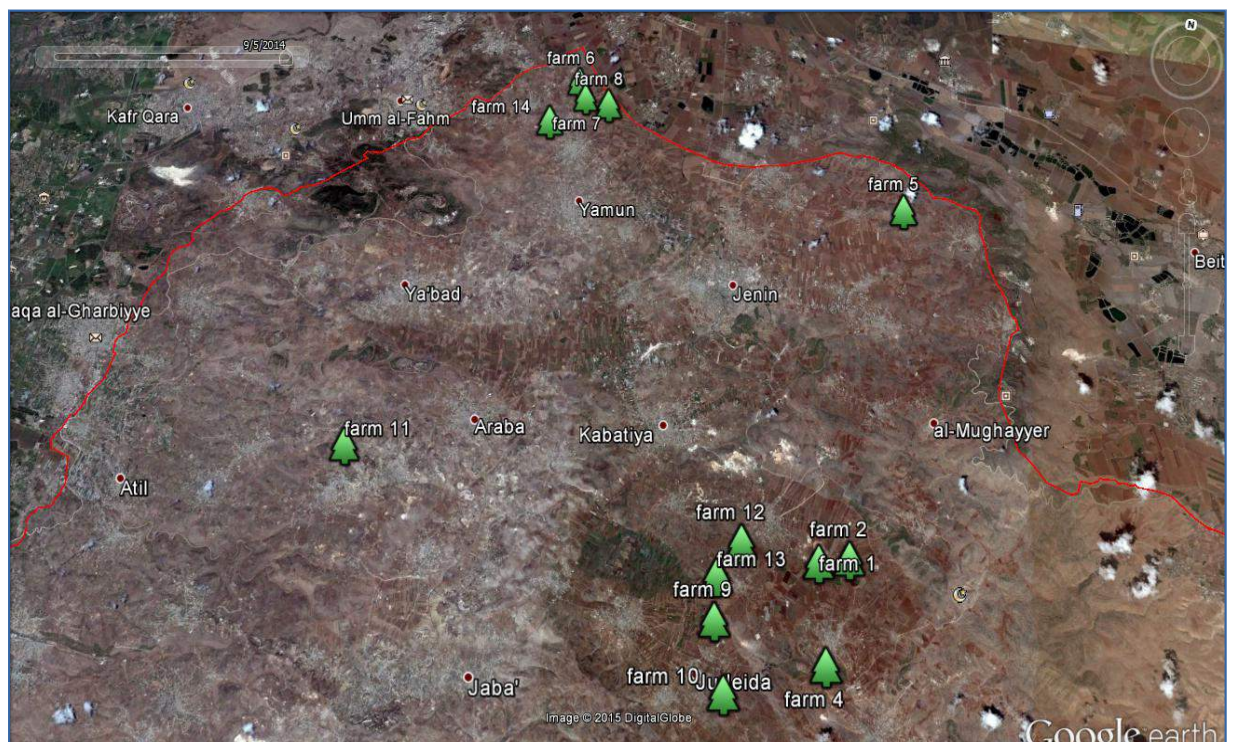 9/5/2014
N
farm 6
farm 8
Kafr Qara
Umm al-Fahm
farm 14
farm 7
farm 5
Yamun
Beit
Ya'bad
Jenin
aqa al-Gharbiyye
farm 11
Araba
Kabatiya
al-Mughayyer
Atil
farm 12
farm 2
farm 13
farm 1
farm 9
farm 10
Jaba'
farm 4
Image © 2015 DigitalGlobe
Google earth